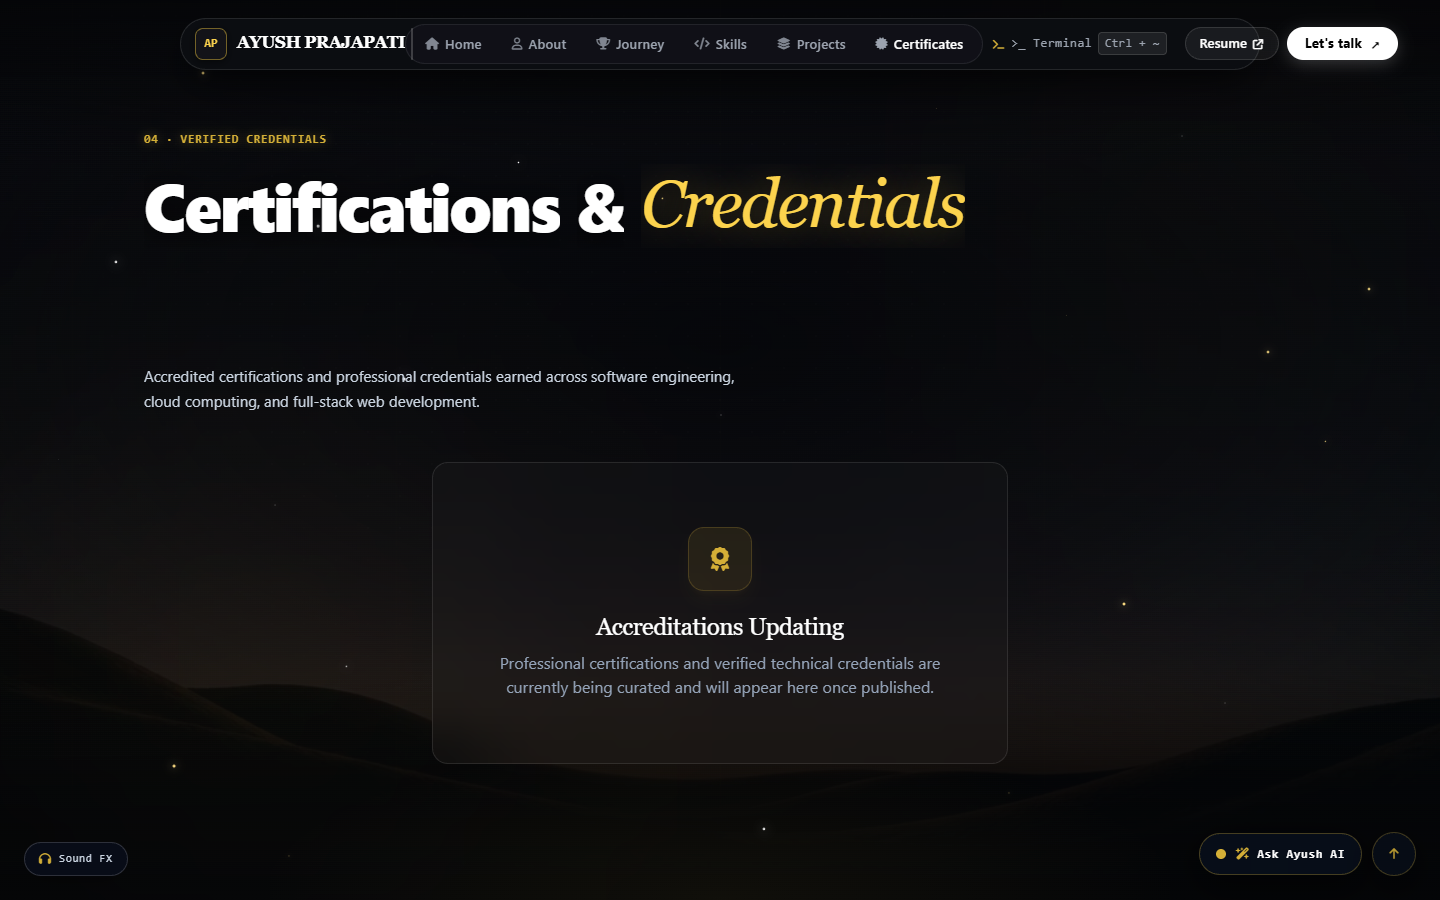 AP AYUSH PRAJAPATI Home About Journey Skills Projects Certificates >_ Terminal Ctrl + ~ Resume Let's talk ↗
04 · VERIFIED CREDENTIALS
Certifications & Credentials
Accredited certifications and professional credentials earned across software engineering,
cloud computing, and full-stack web development.
Accreditations Updating
Professional certifications and verified technical credentials are
currently being curated and will appear here once published.
Sound FX
Ask Ayush AI